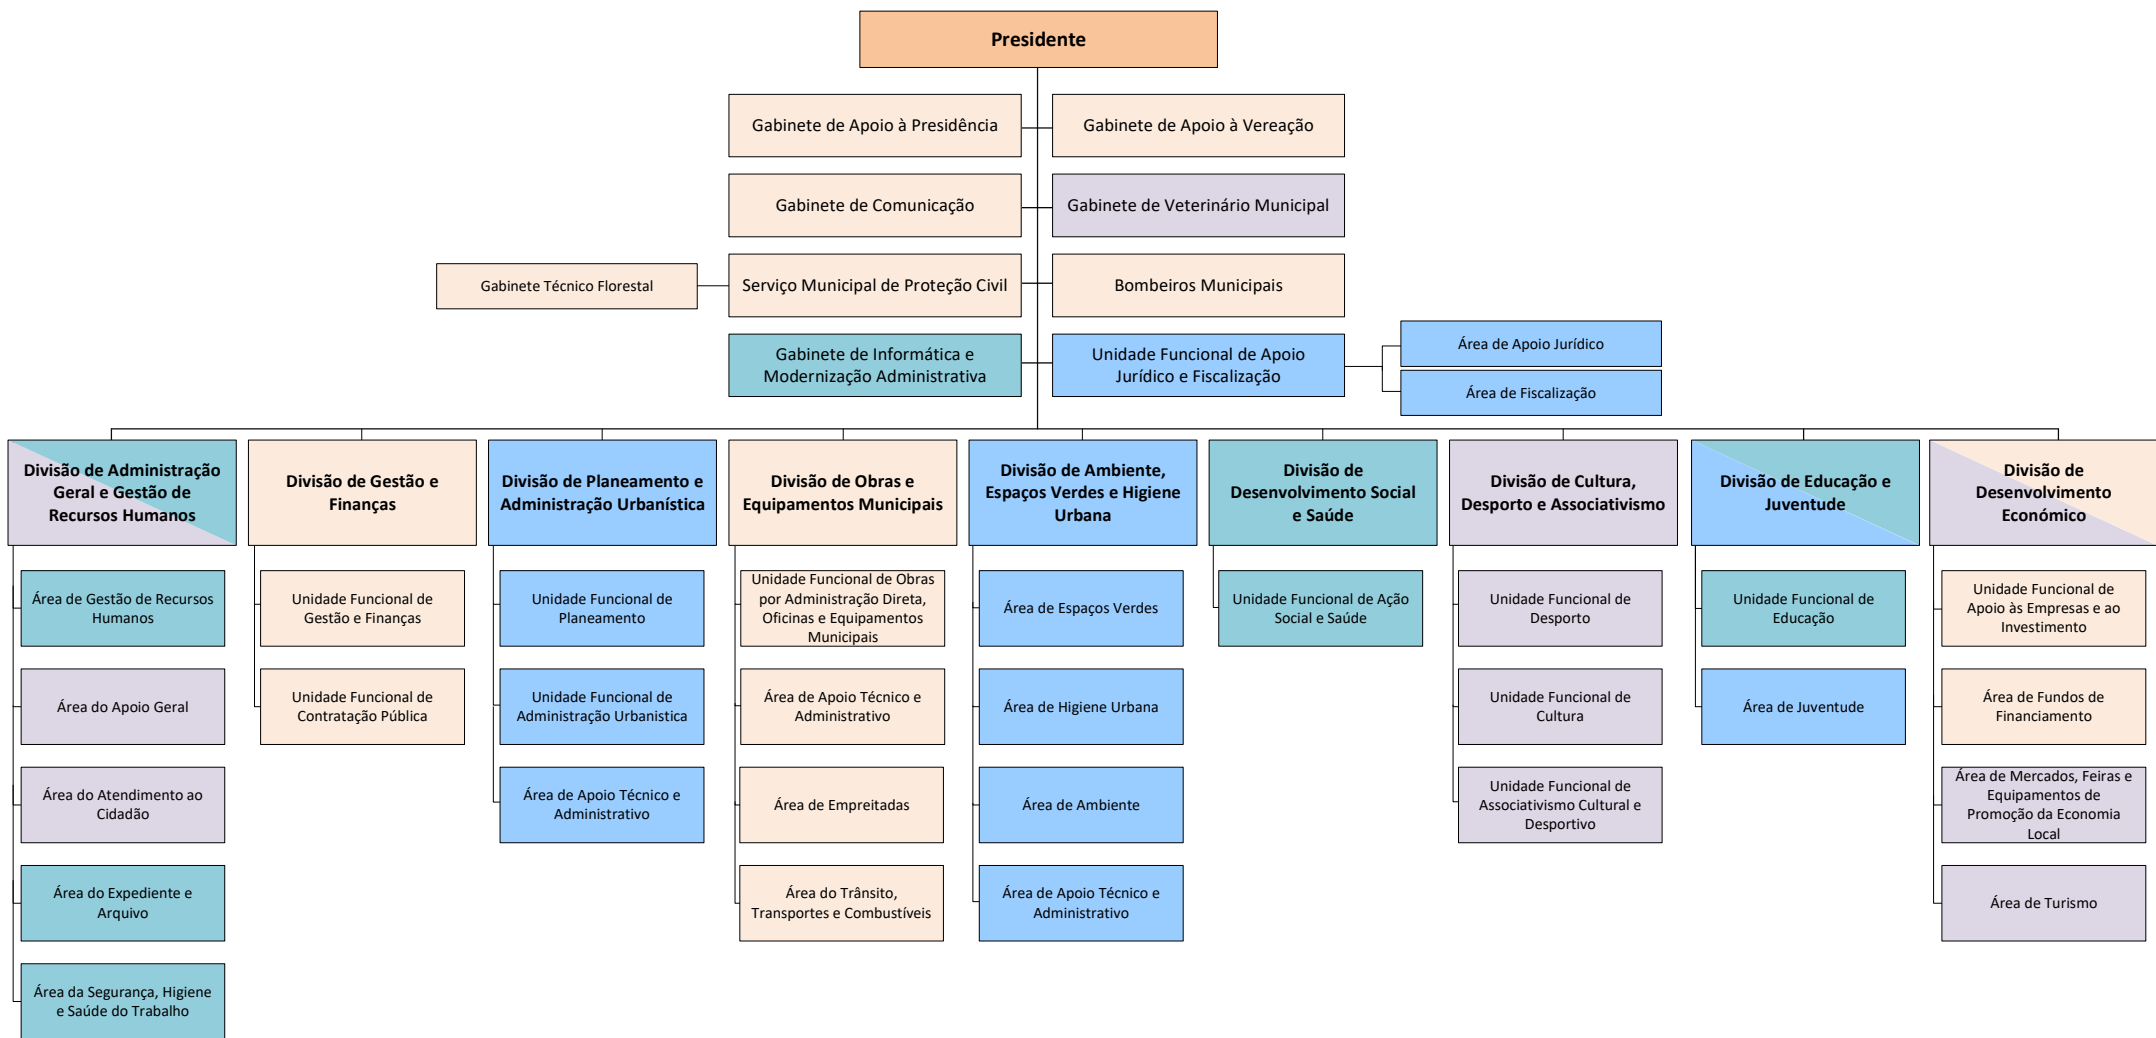 Presidente
Gabinete de Apoio à Presidência
Gabinete de Apoio à Vereação
Gabinete de Comunicação
Gabinete de Veterinário Municipal
Gabinete Técnico Florestal
Serviço Municipal de Proteção Civil
Bombeiros Municipais
Gabinete de Informática e
Modernização Administrativa
Unidade Funcional de Apoio
Jurídico e Fiscalização
Área de Apoio Jurídico
Área de Fiscalização
Divisão de Administração
Geral e Gestão de
Recursos Humanos
Divisão de Gestão e
Finanças
Divisão de Planeamento e
Administração Urbanística
Divisão de Obras e
Equipamentos Municipais
Divisão de Ambiente,
Espaços Verdes e Higiene
Urbana
Divisão de
Desenvolvimento Social
e Saúde
Divisão de Cultura,
Desporto e Associativismo
Divisão de Educação e
Juventude
Divisão de
Desenvolvimento
Económico
Área de Gestão de Recursos
Humanos
Área do Apoio Geral
Área do Atendimento ao
Cidadão
Área do Expediente e
Arquivo
Área da Segurança, Higiene
e Saúde do Trabalho
Unidade Funcional de
Gestão e Finanças
Unidade Funcional de
Contratação Pública
Unidade Funcional de
Planeamento
Unidade Funcional de
Administração Urbanistica
Área de Apoio Técnico e
Administrativo
Unidade Funcional de Obras
por Administração Direta,
Oficinas e Equipamentos
Municipais
Área de Apoio Técnico e
Administrativo
Área de Empreitadas
Área do Trânsito,
Transportes e Combustíveis
Área de Espaços Verdes
Área de Higiene Urbana
Área de Ambiente
Área de Apoio Técnico e
Administrativo
Unidade Funcional de Ação
Social e Saúde
Unidade Funcional de
Desporto
Unidade Funcional de
Cultura
Unidade Funcional de
Associativismo Cultural e
Desportivo
Unidade Funcional de
Educação
Área de Juventude
Unidade Funcional de
Apoio às Empresas e ao
Investimento
Área de Fundos de
Financiamento
Área de Mercados, Feiras e
Equipamentos de
Promoção da Economia
Local
Área de Turismo